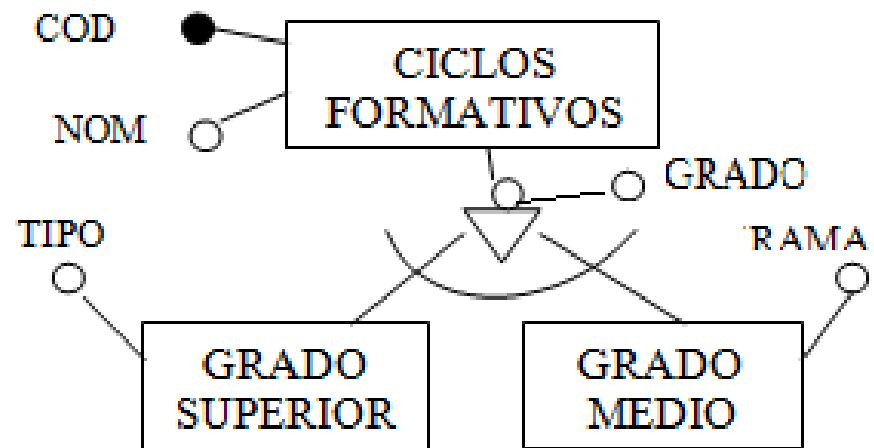 COD
CICLOS
FORMATIVOS
NOM
GRADO
TIPO
RAMA
GRADO
SUPERIOR
GRADO
MEDIO